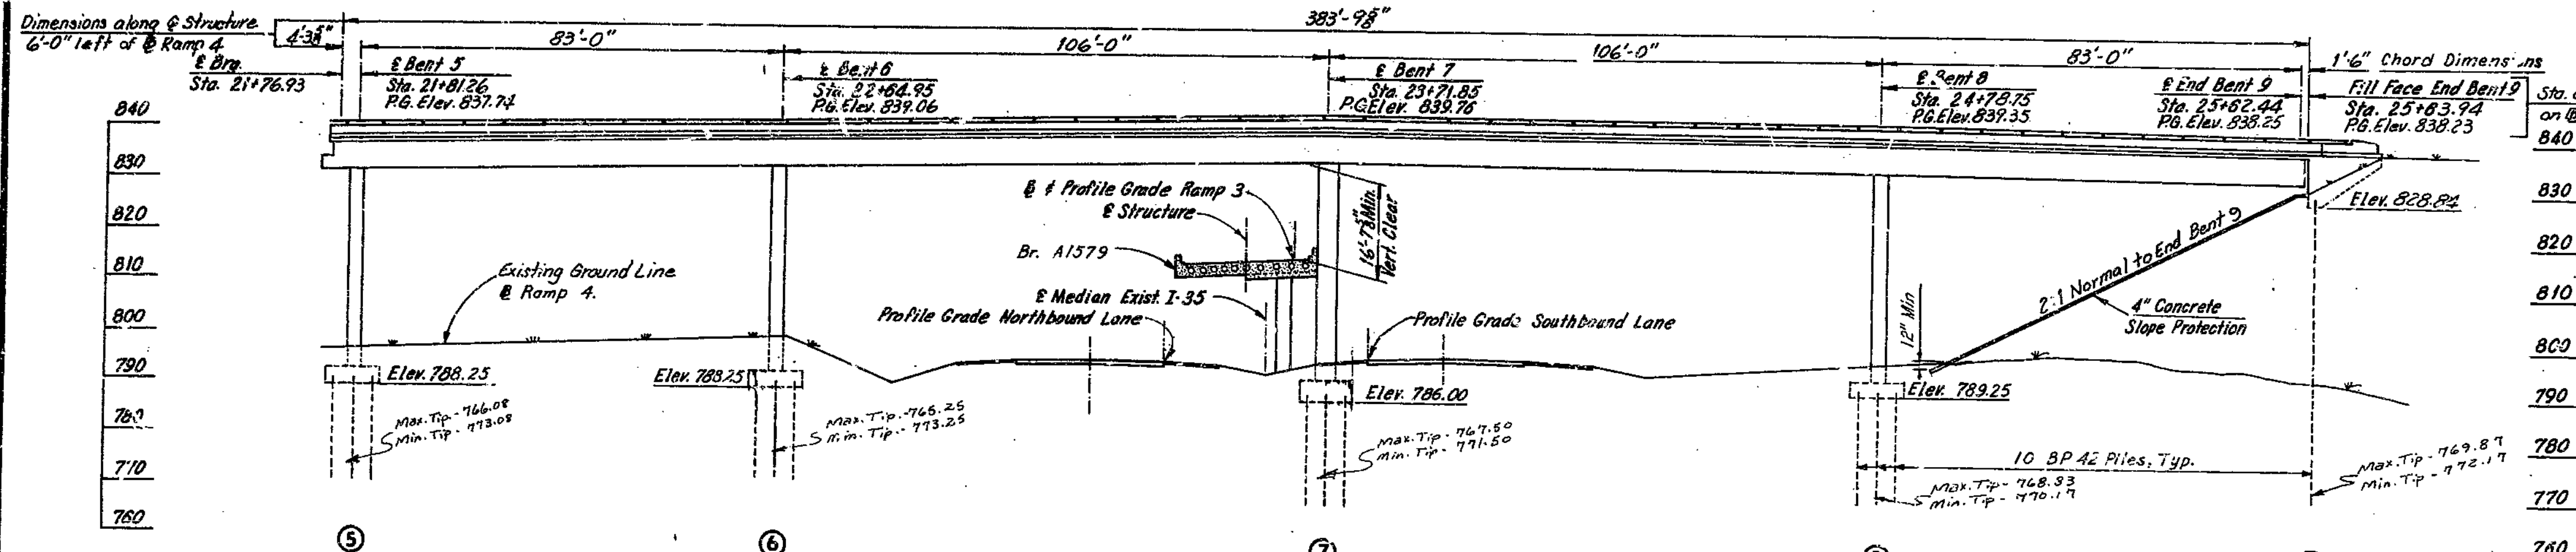 Dimensions along ℄ Structure
6'-0" left of ℄ Ramp 4
383'-9⅝"
83'-0"
106'-0"
106'-0"
83'-0"
1'-6" Chord Dimensions
℄ Brg.
Sta. 21+76.93
℄ Bent 5
Sta. 21+81.26
P.G. Elev. 837.74
℄ Bent 6
Sta. 22+64.95
P.G. Elev. 839.06
℄ Bent 7
Sta. 23+71.85
P.G. Elev. 839.76
℄ Bent 8
Sta. 24+78.75
P.G. Elev. 839.35
℄ End Bent 9
Sta. 25+62.44
P.G. Elev. 838.25
Fill Face End Bent 9
Sta. 25+63.94
P.G. Elev. 838.23
Sta.
on
840
830
820
810
800
790
780
770
760
840
830
820
810
800
790
780
770
760
℄ & Profile Grade Ramp 3
℄ Structure
Br. A1579
16'-7⅝" Min.
Vert. Clear
Existing Ground Line
℄ Ramp 4.
℄ Median Exist. I-35
Profile Grade Northbound Lane
Profile Grade Southbound Lane
Elev. 828.84
2:1 Normal to End Bent 9
4" Concrete
Slope Protection
12" Min
Elev. 788.25
Elev. 788.25
Elev. 786.00
Elev. 789.25
Max. Tip - 766.08
Min. Tip - 773.08
Max. Tip - 765.25
Min. Tip - 773.25
Max. Tip - 767.50
Min. Tip - 771.50
10 BP 42 Piles, Typ.
Max. Tip - 768.83
Min. Tip - 770.17
Max. Tip - 769.87
Min. Tip - 772.17
5
6
7